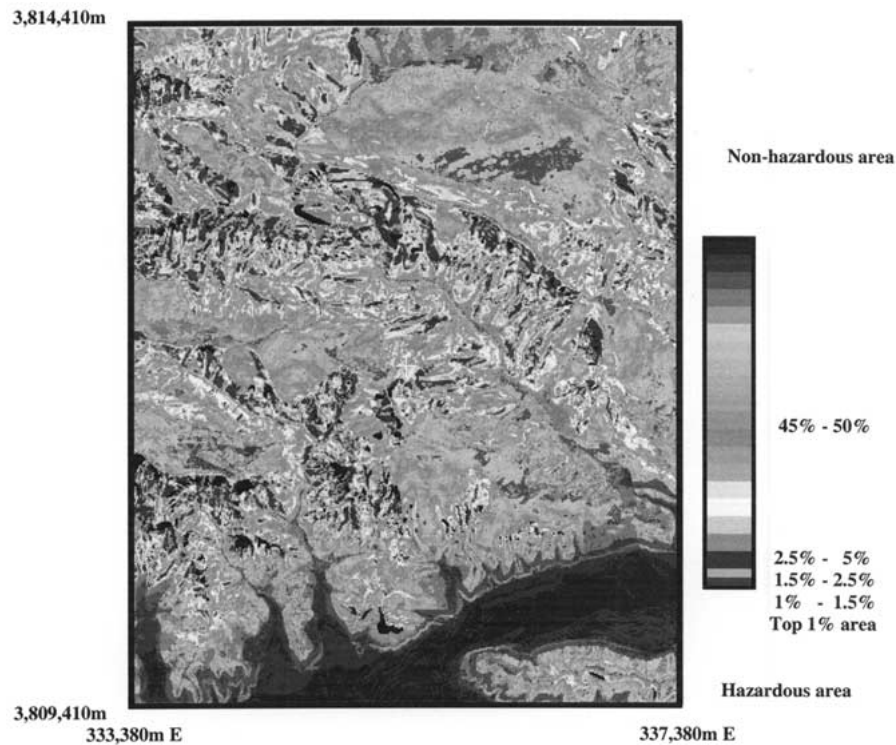 3,814,410m
Non-hazardous area
45% - 50%
2.5% - 5%
1.5% - 2.5%
1% - 1.5%
Top 1% area
Hazardous area
3,809,410m
333,380m E
337,380m E